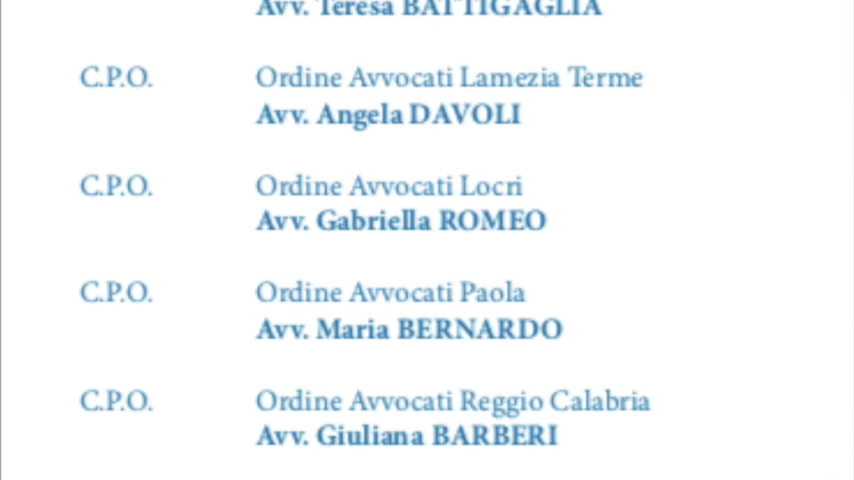 Avv. Teresa BATTIGAGLIA
C.P.O. Ordine Avvocati Lamezia Terme
Avv. Angela DAVOLI
C.P.O. Ordine Avvocati Locri
Avv. Gabriella ROMEO
C.P.O. Ordine Avvocati Paola
Avv. Maria BERNARDO
C.P.O. Ordine Avvocati Reggio Calabria
Avv. Giuliana BARBERI